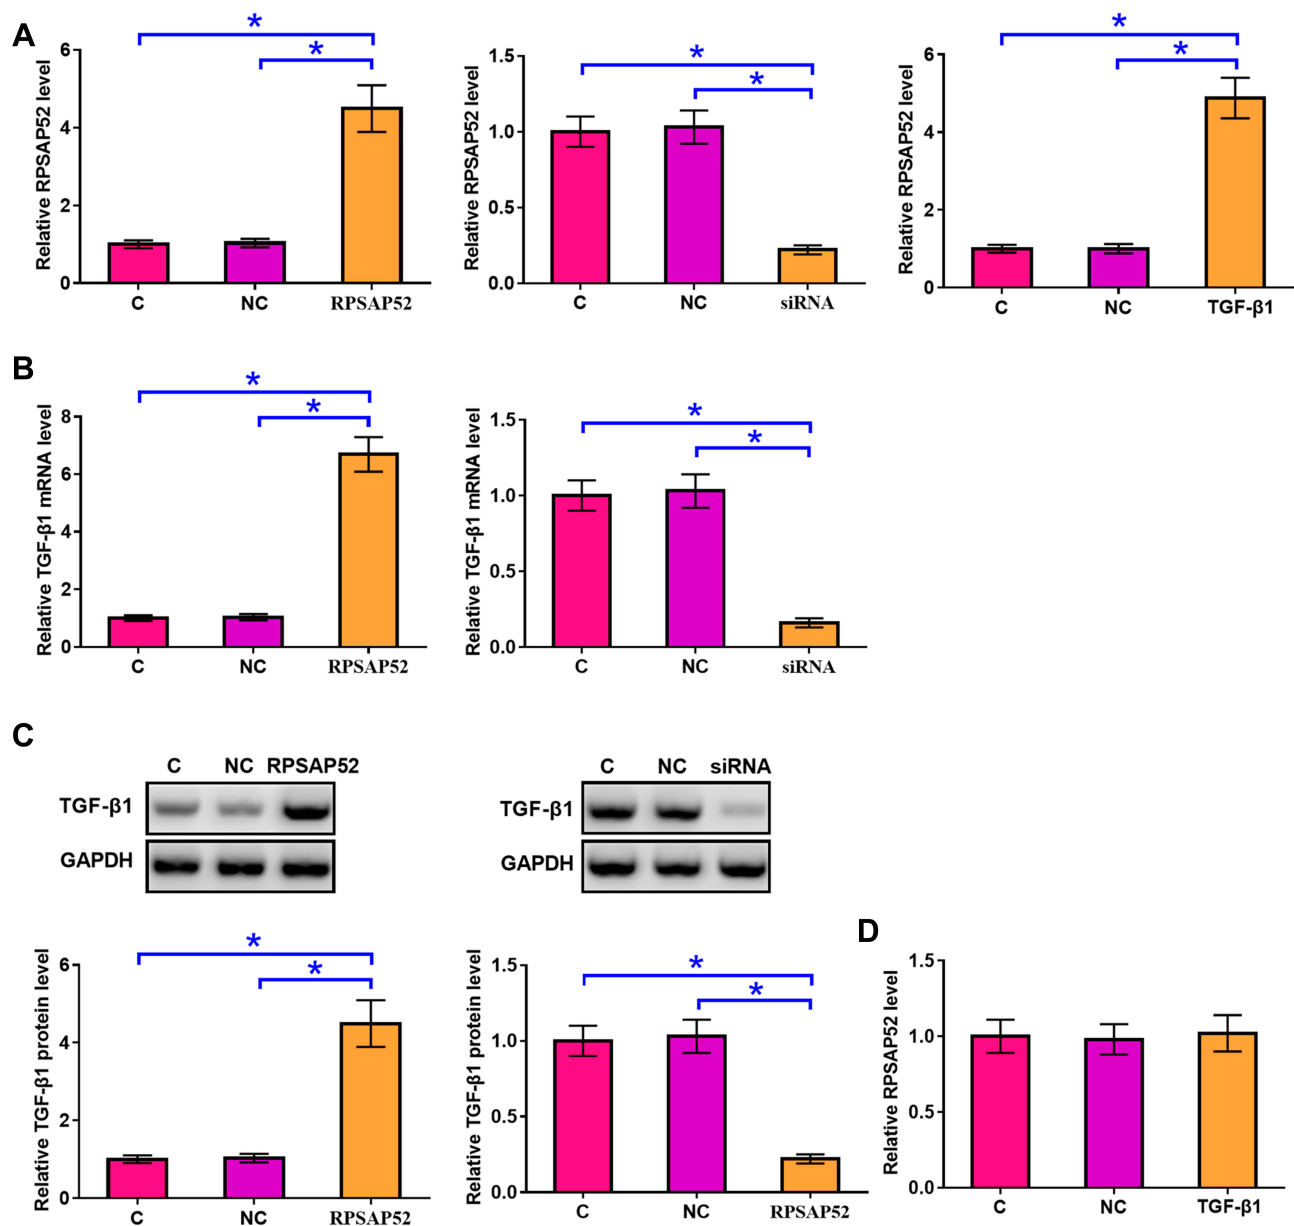 A
Relative RPSAP52 level
6
4
2
0
*
*
C NC RPSAP52
Relative RPSAP52 level
1.5
1.0
0.5
0.0
*
*
C NC siRNA
Relative RPSAP52 level
6
4
2
0
*
*
C NC TGF-β1
B
Relative TGF-β1 mRNA level
8
6
4
2
0
*
*
C NC RPSAP52
Relative TGF-β1 mRNA level
1.5
1.0
0.5
0.0
*
*
C NC siRNA
C
C NC RPSAP52
TGF-β1
GAPDH
C NC siRNA
TGF-β1
GAPDH
Relative TGF-β1 protein level
6
4
2
0
*
*
C NC RPSAP52
Relative TGF-β1 protein level
1.5
1.0
0.5
0.0
*
*
C NC RPSAP52
D
Relative RPSAP52 level
1.5
1.0
0.5
0.0
C NC TGF-β1